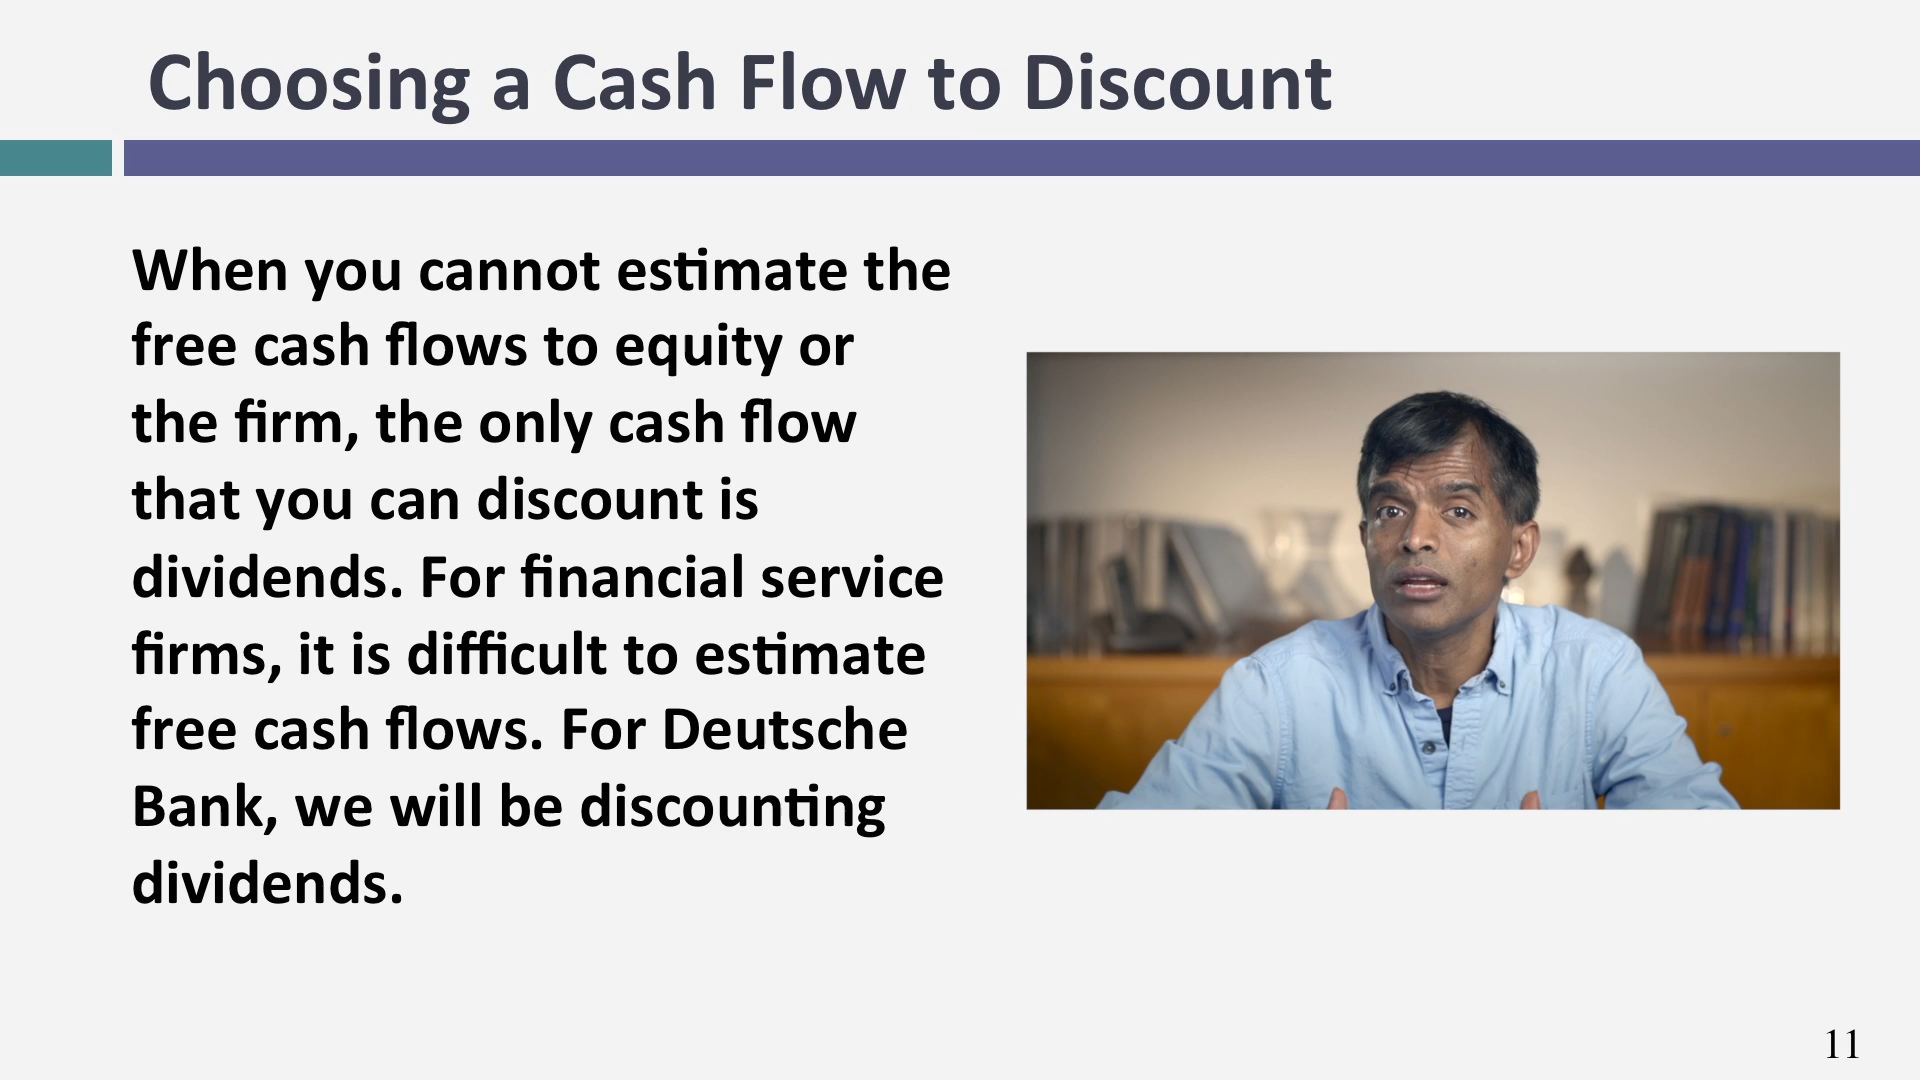 Choosing a Cash Flow to Discount
When you cannot estimate the
free cash flows to equity or
the firm, the only cash flow
that you can discount is
dividends. For financial service
firms, it is difficult to estimate
free cash flows. For Deutsche
Bank, we will be discounting
dividends.
11